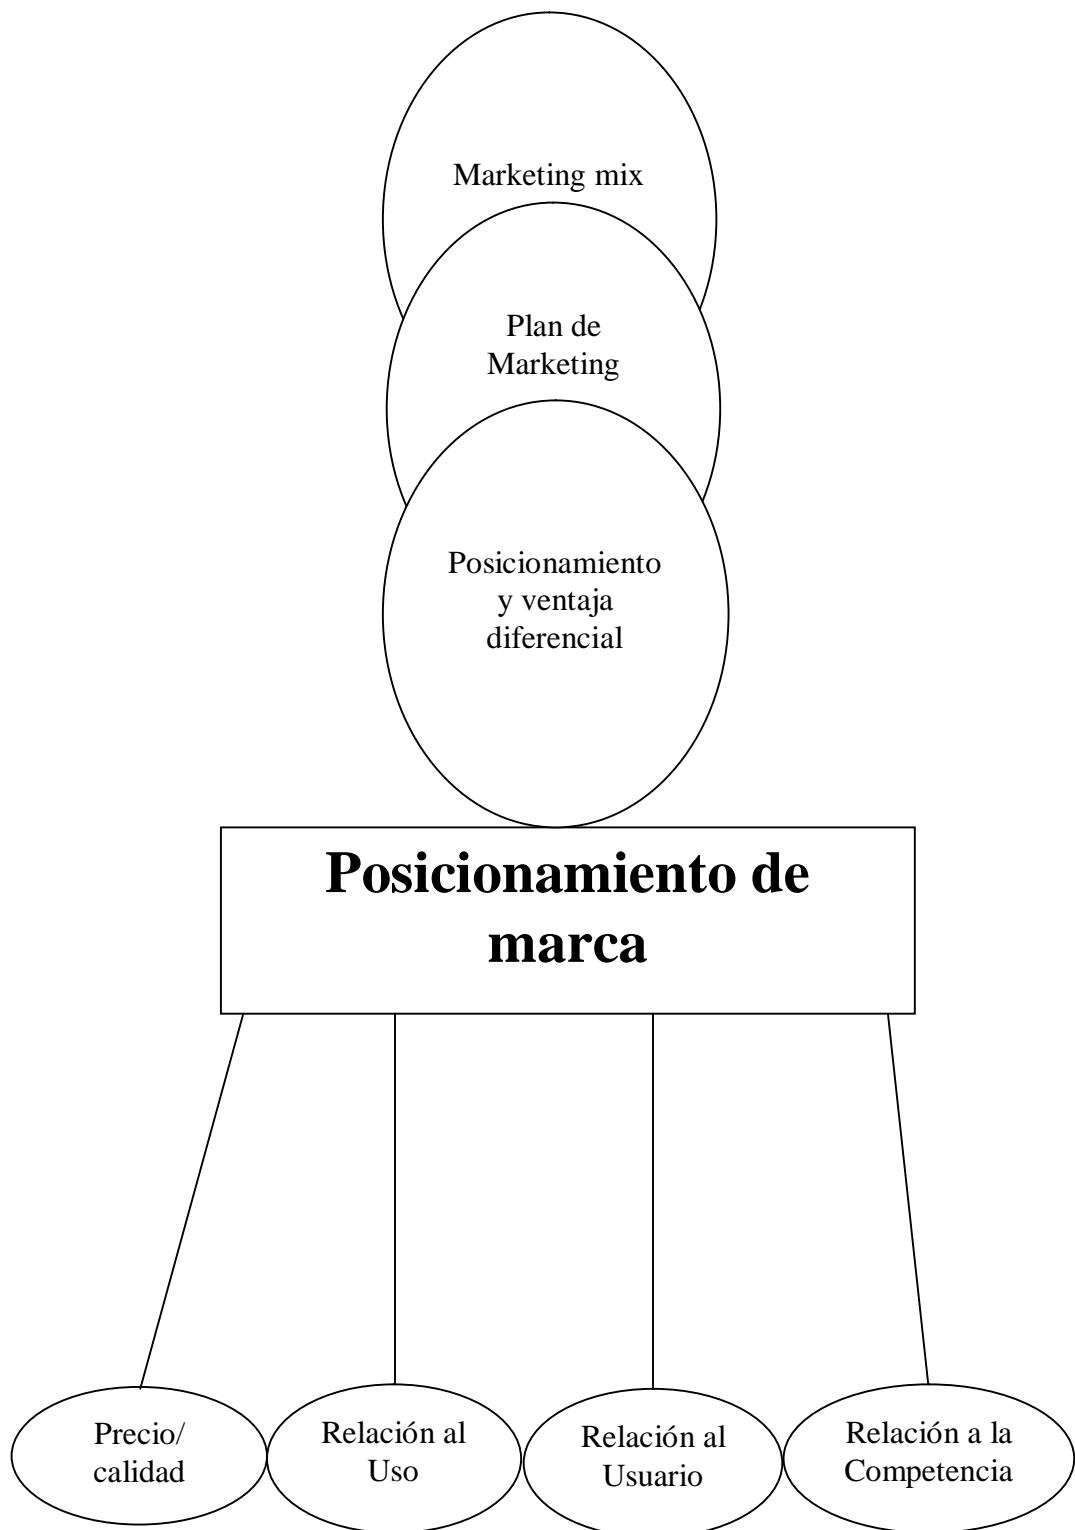 Marketing mix
Plan de
Marketing
Posicionamiento
y ventaja
diferencial
Posicionamiento de
marca
Precio/
calidad
Relación al
Uso
Relación al
Usuario
Relación a la
Competencia